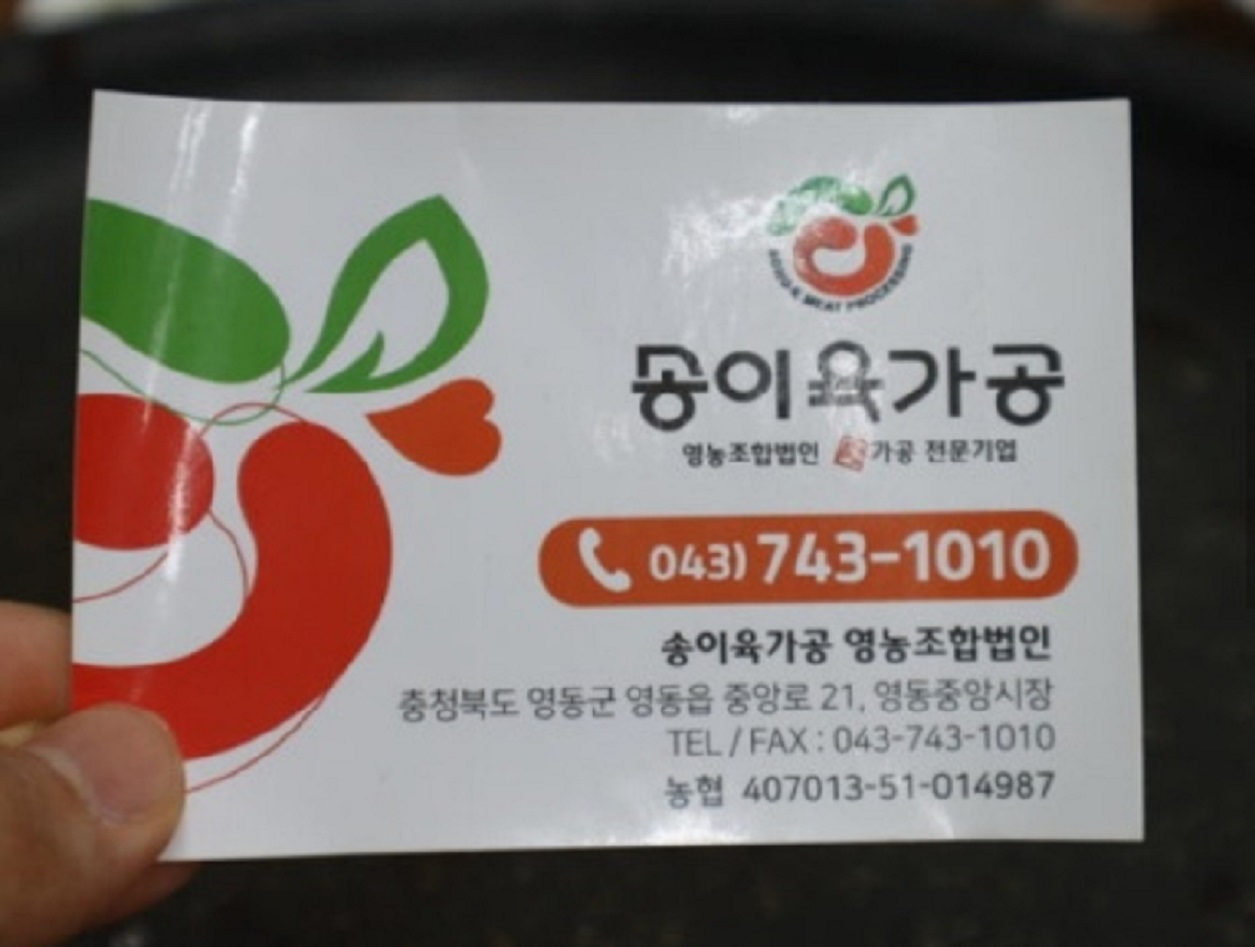 MEAT PROCESSING
송이육가공
영농조합법인 육가공 전문기업
043) 743-1010
송이육가공 영농조합법인
충청북도 영동군 영동읍 중앙로 21, 영동중앙시장
TEL / FAX : 043-743-1010
농협 407013-51-014987